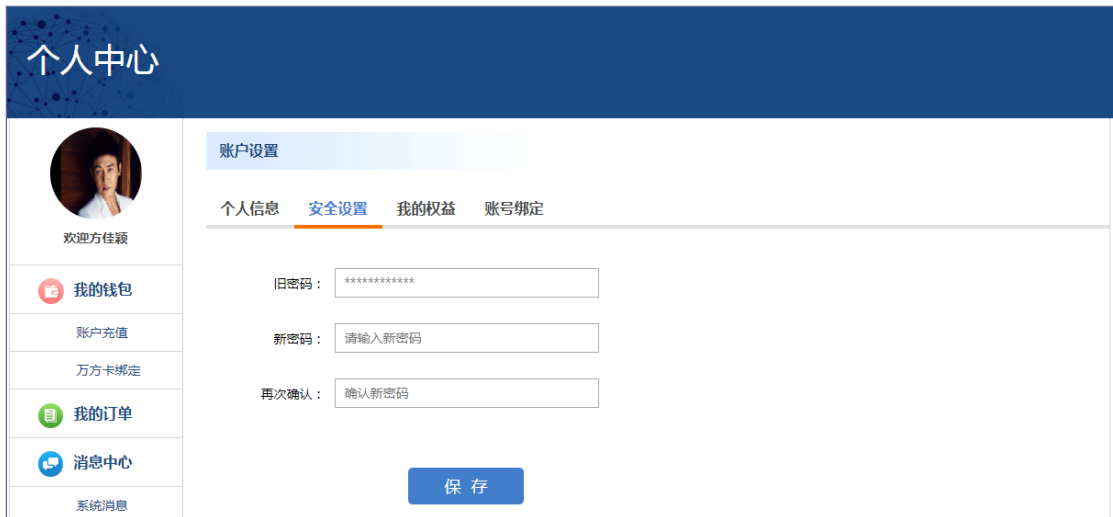 个人中心
欢迎方佳颖
我的钱包
账户充值
万方卡绑定
我的订单
消息中心
系统消息
账户设置
个人信息 安全设置 我的权益 账号绑定
旧密码： ************
新密码： 请输入新密码
再次确认： 确认新密码
保 存